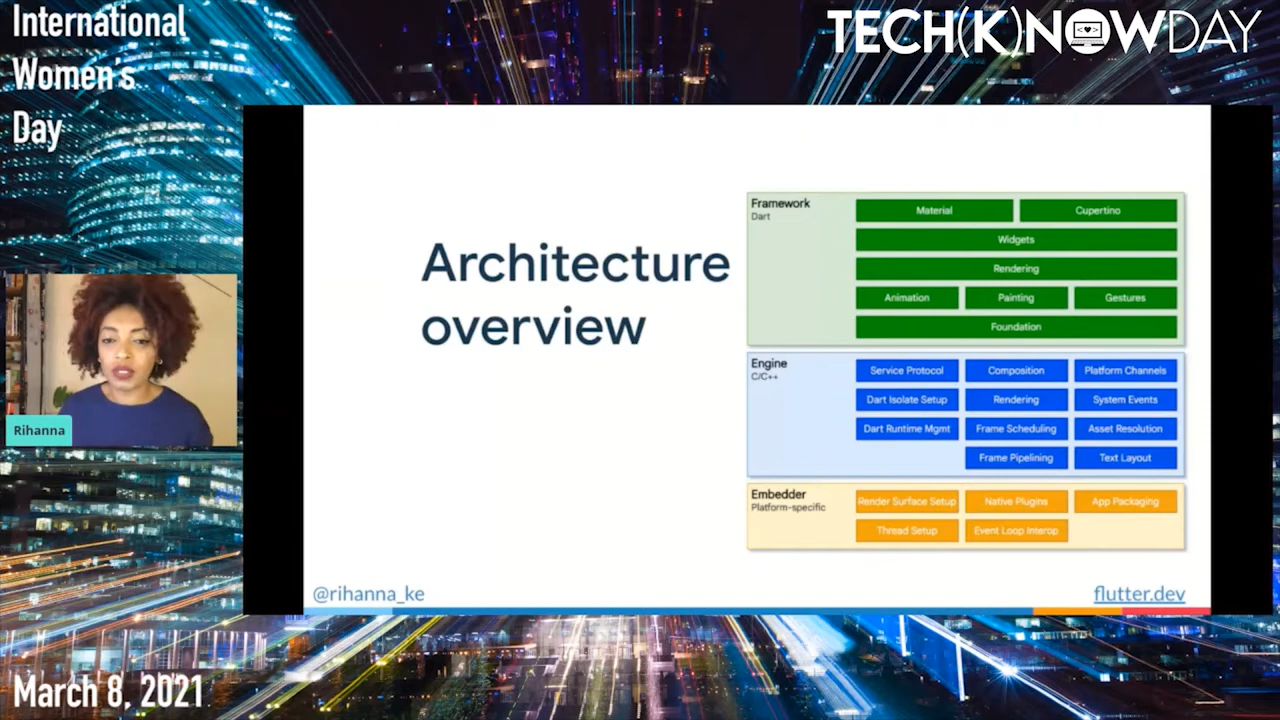 International
Women's
Day
TECH(K)NOWDAY
Architecture
overview
Framework
Dart
Material
Cupertino
Widgets
Rendering
Animation
Painting
Gestures
Foundation
Engine
C/C++
Service Protocol
Composition
Platform Channels
Dart Isolate Setup
Rendering
System Events
Dart Runtime Mgmt
Frame Scheduling
Asset Resolution
Frame Pipelining
Text Layout
Embedder
Platform-specific
Render Surface Setup
Native Plugins
App Packaging
Thread Setup
Event Loop Interop
Rihanna
@rihanna_ke
flutter.dev
March 8, 2021